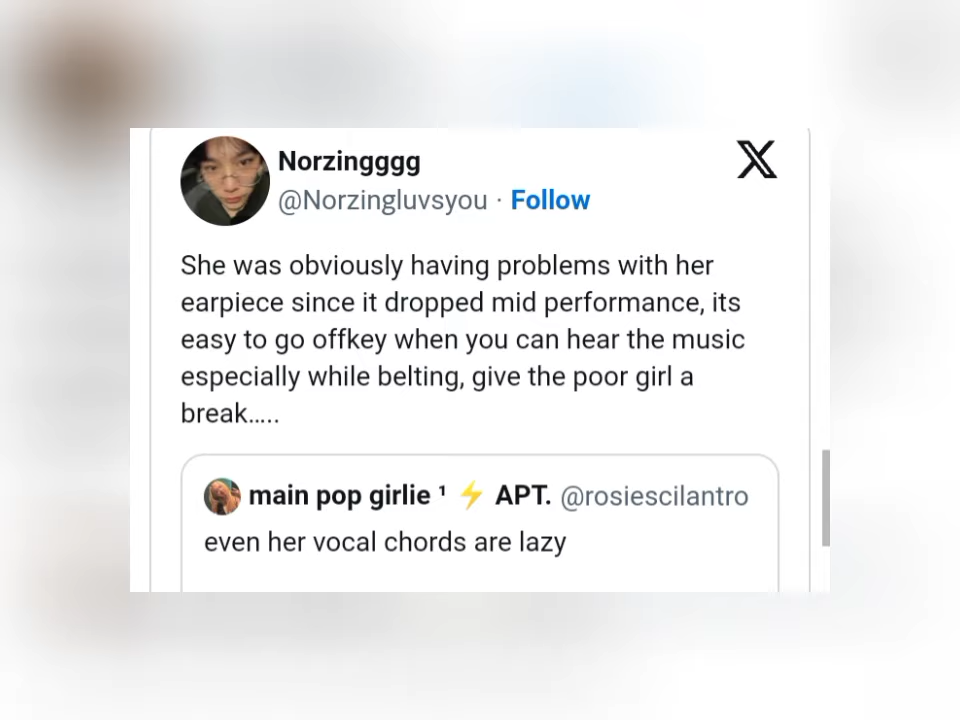 Norzingggg
@Norzingluvsyou · Follow
She was obviously having problems with her
earpiece since it dropped mid performance, its
easy to go offkey when you can hear the music
especially while belting, give the poor girl a
break.....
main pop girlie ¹ ⚡ APT. @rosiescilantro
even her vocal chords are lazy